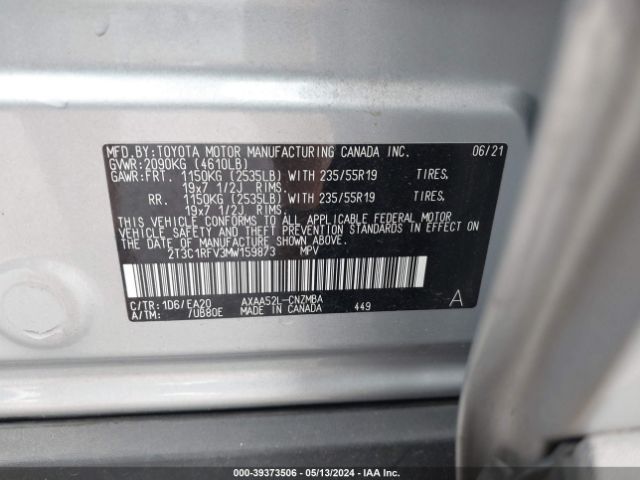 MFD.BY:TOYOTA MOTOR MANUFACTURING CANADA INC. 06/21
GVWR:2090KG (4610LB)
GAWR:FRT. 1150KG (2535LB) WITH 235/55R19 TIRES.
19x7 1/2J RIMS.
RR. 1150KG (2535LB) WITH 235/55R19 TIRES.
19x7 1/2J RIMS.
THIS VEHICLE CONFORMS TO ALL APPLICABLE FEDERAL MOTOR
VEHICLE SAFETY AND THEFT PREVENTION STANDARDS IN EFFECT
ON THE DATE OF MANUFACTURE SHOWN ABOVE.
2T3C1RFV3MW159873 MPV
C/TR:1D6/EA20 AXAA52L-CNZMBA A
A/TM: 7UB80E MADE IN CANADA 449
000-39373506 - 05/13/2024 - IAA Inc.